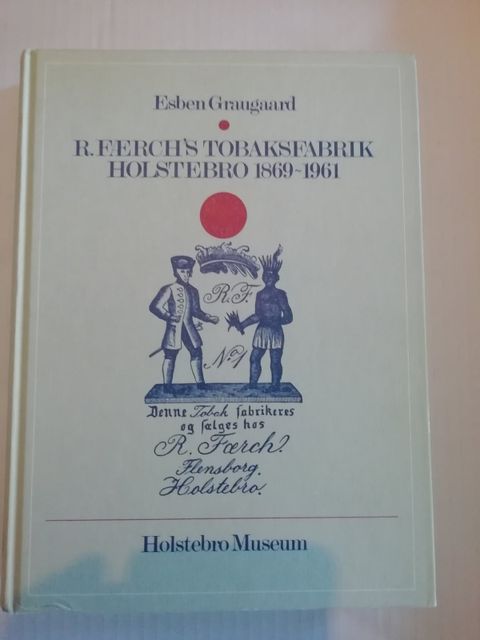 Esben Graugaard
R. FÆRCH'S TOBAKSFABRIK
HOLSTEBRO 1869~1961
R. F.
No 1
Denne Tobak fabrikeres
og sælges hos
R. Færch.
Flensborg.
Holstebro.
Holstebro Museum